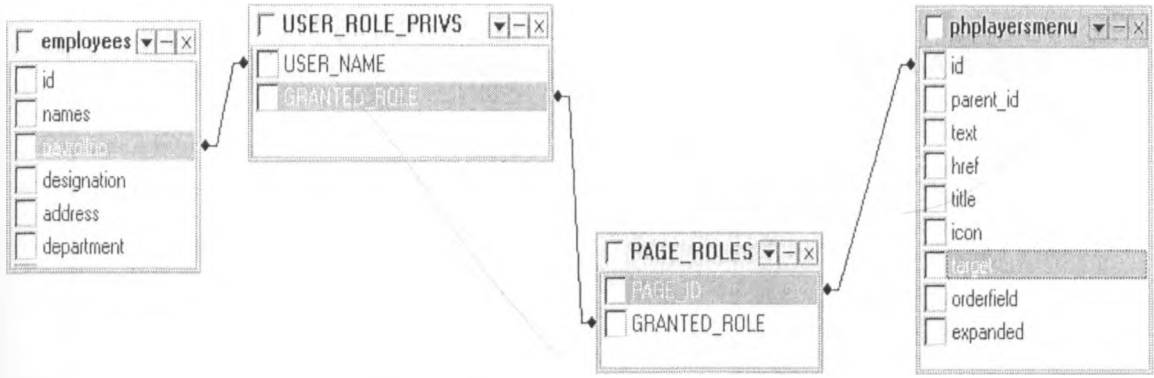 employees
id
names
payrollno
designation
address
department
USER_ROLE_PRIVS
USER_NAME
GRANTED_ROLE
PAGE_ROLES
PAGE_ID
GRANTED_ROLE
phplayersmenu
id
parent_id
text
href
title
icon
target
orderfield
expanded